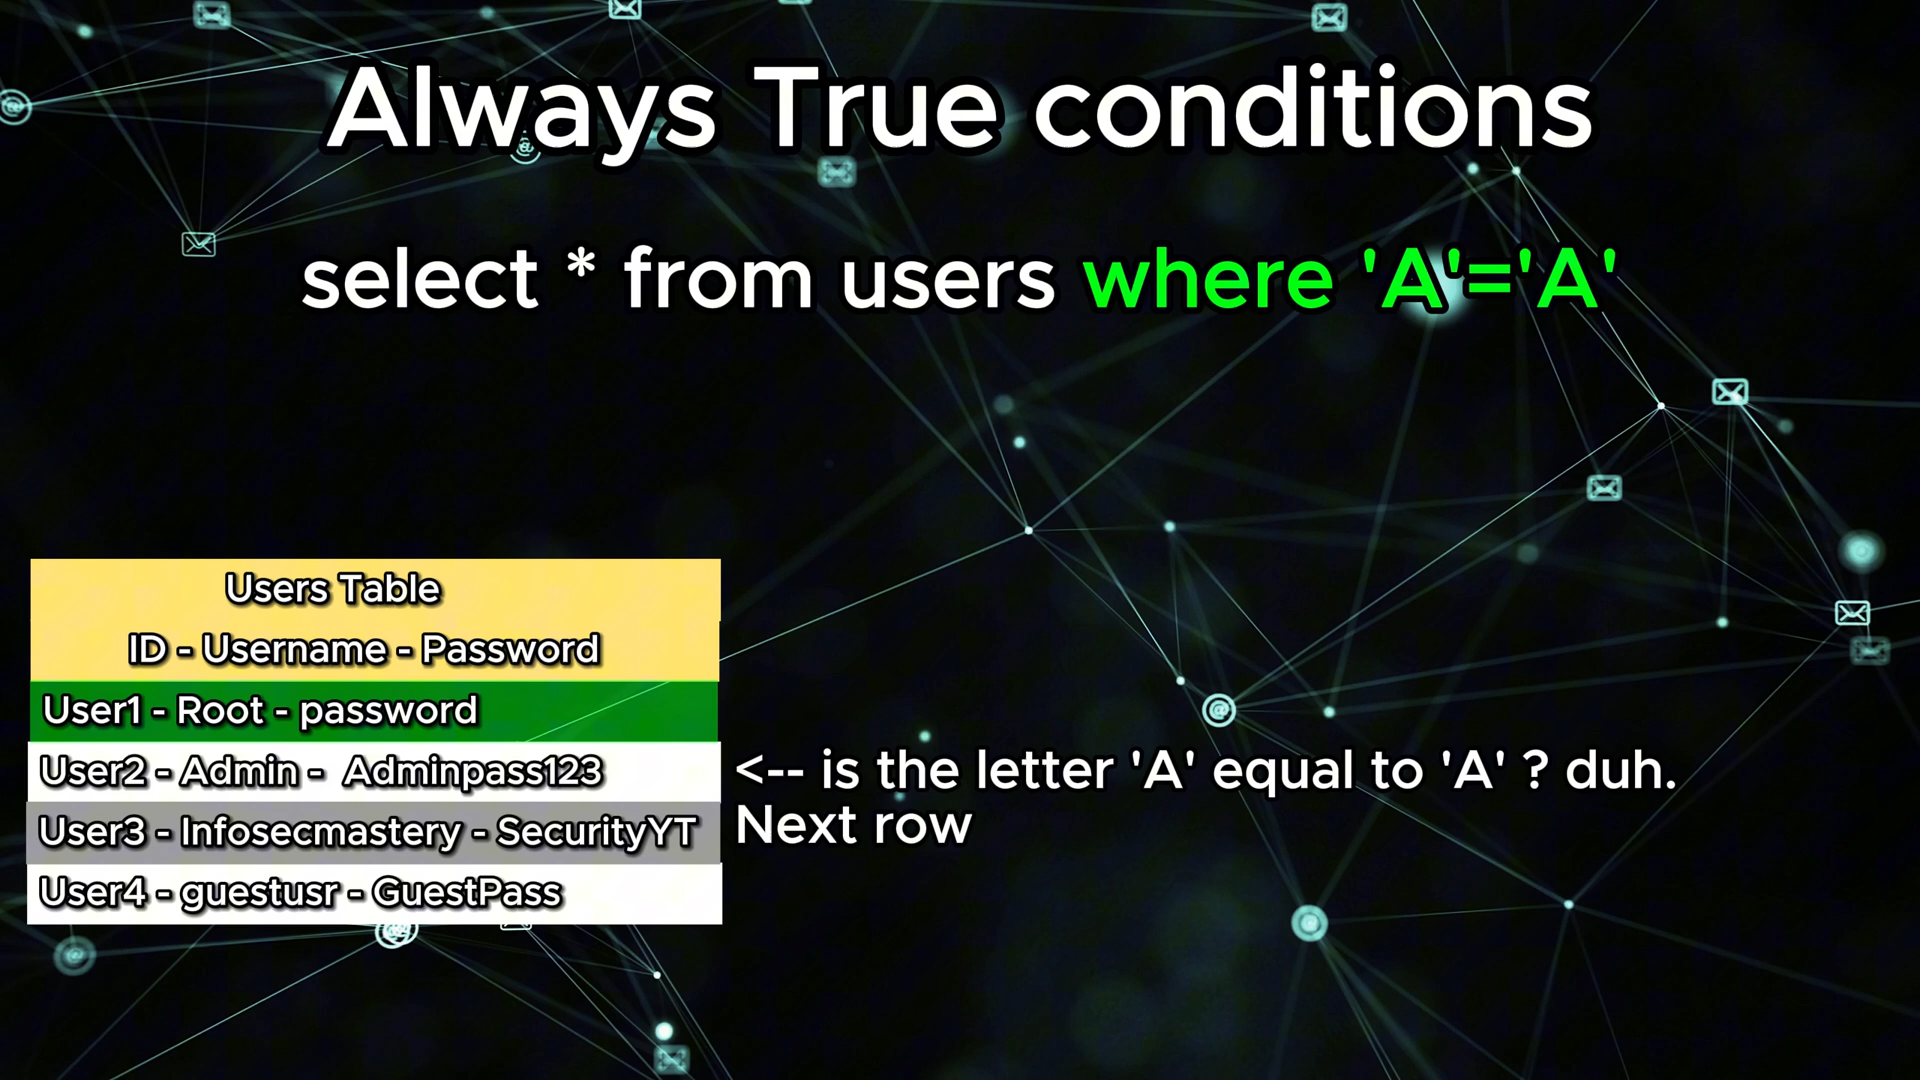 Always True conditions
select * from users where 'A'='A'
Users Table
ID - Username - Password
User1 - Root - password
User2 - Admin - Adminpass123
<-- is the letter 'A' equal to 'A' ? duh.
Next row
User3 - Infosecmastery - SecurityYT
User4 - guestusr - GuestPass